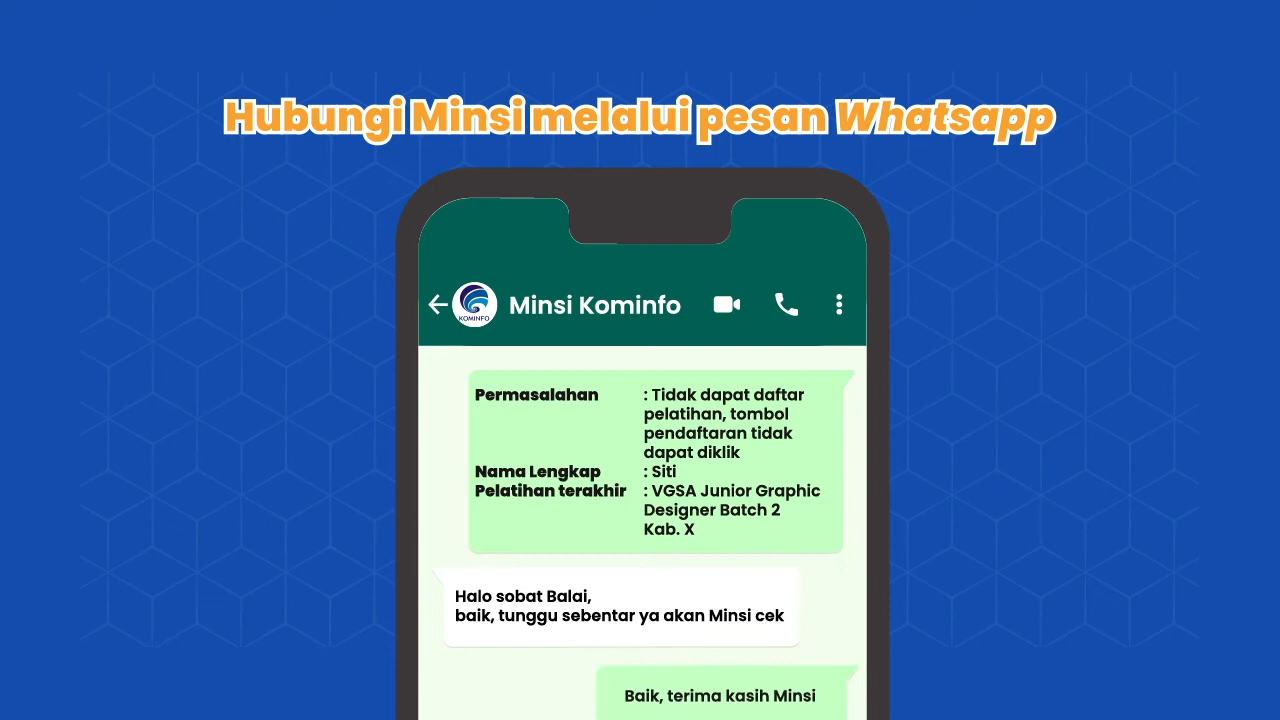 Hubungi Minsi melalui pesan Whatsapp
KOMINFO
Minsi Kominfo
Permasalahan : Tidak dapat daftar
pelatihan, tombol
pendaftaran tidak
dapat diklik
Nama Lengkap : Siti
Pelatihan terakhir : VGSA Junior Graphic
Designer Batch 2
Kab. X
Halo sobat Balai,
baik, tunggu sebentar ya akan Minsi cek
Baik, terima kasih Minsi